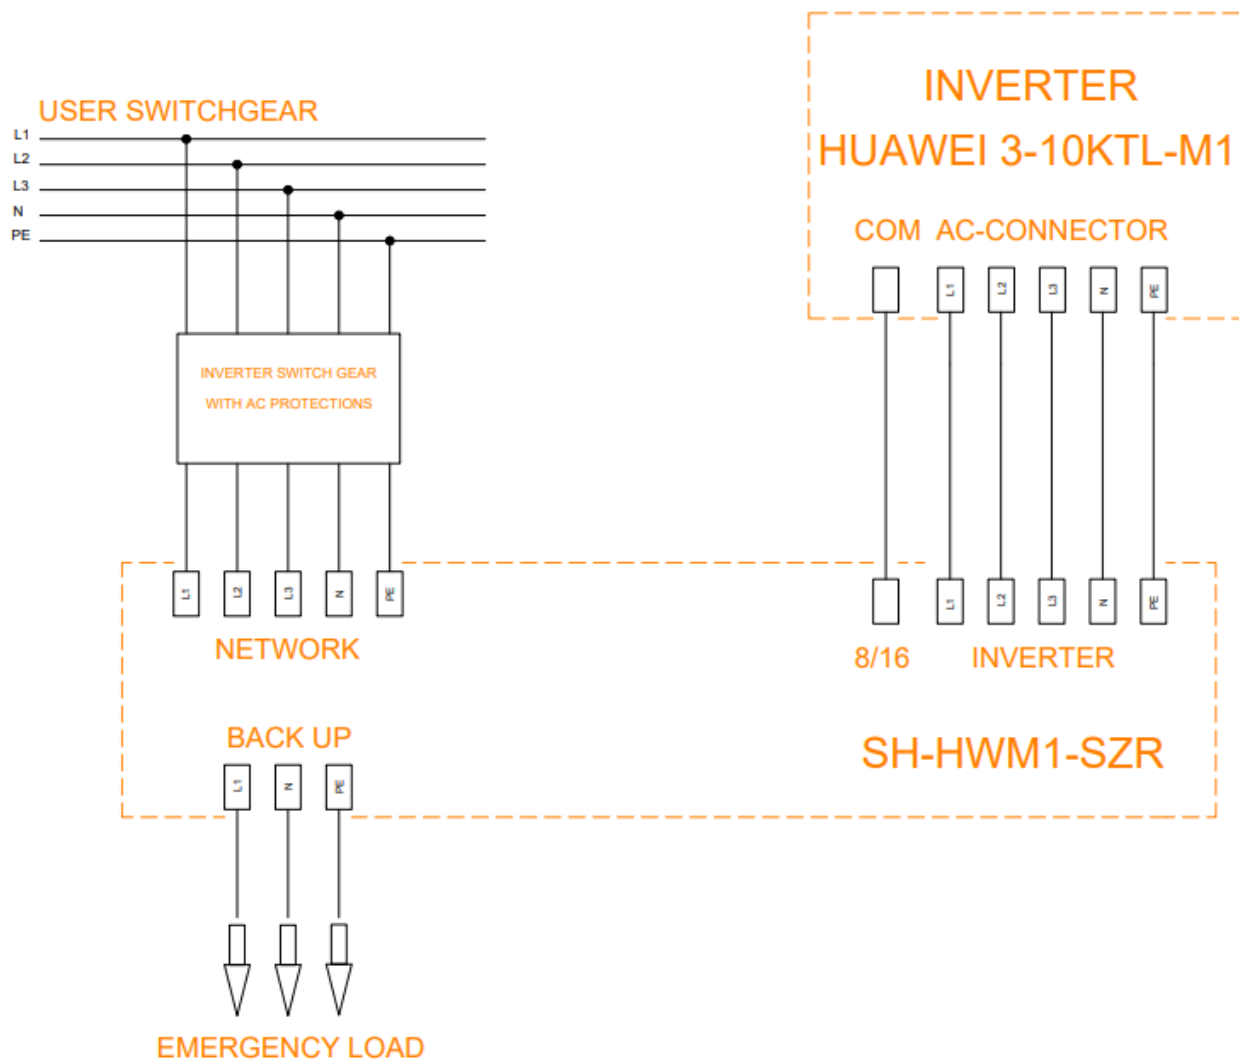 INVERTER
HUAWEI 3-10KTL-M1
COM AC-CONNECTOR
L1 L2 L3 N PE
USER SWITCHGEAR
L1
L2
L3
N
PE
INVERTER SWITCH GEAR
WITH AC PROTECTIONS
L1 L2 L3 N PE
NETWORK
L1 L2 L3 N PE
8/16 INVERTER
BACK UP
L1 N PE
SH-HWM1-SZR
EMERGENCY LOAD